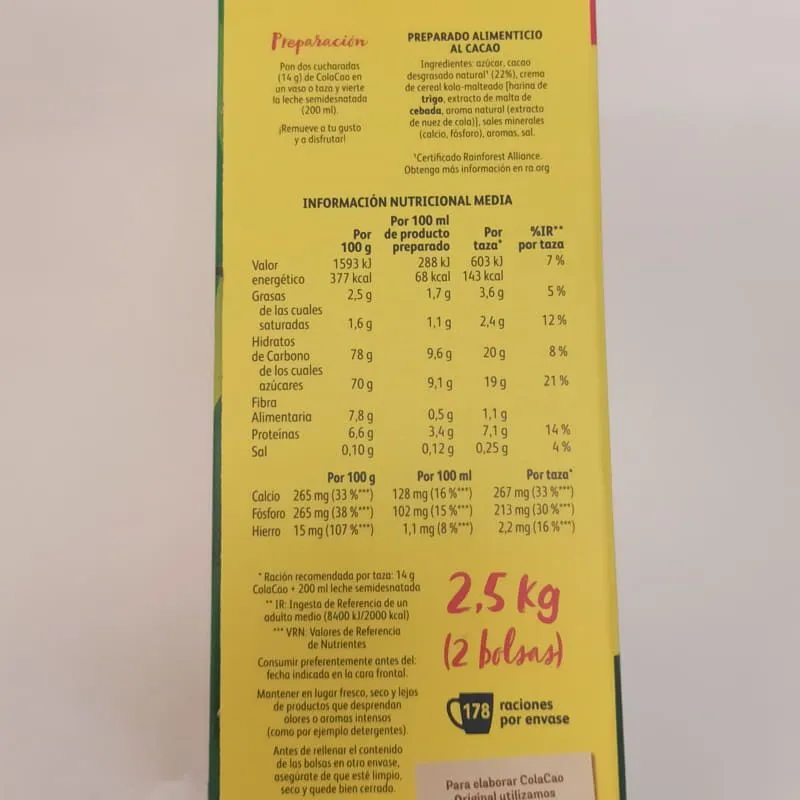 Preparación
Pon dos cucharadas
(14 g) de ColaCao en
un vaso o taza y vierte
la leche semidesnatada
(200 ml).
¡Remueve a tu gusto
y a disfrutar!
PREPARADO ALIMENTICIO
AL CACAO
Ingredientes: azúcar, cacao
desgrasado natural¹ (22%), crema
de cereal kola-malteado [harina de
trigo, extracto de malta de
cebada, aroma natural (extracto
de nuez de cola)], sales minerales
(calcio, fósforo), aromas, sal.
¹Certificado Rainforest Alliance.
Obtenga más información en ra.org
INFORMACIÓN NUTRICIONAL MEDIA
Por 100 g Por 100 ml de producto preparado Por taza* %IR** por taza
Valor 1593 kJ 288 kJ 603 kJ 7 %
energético 377 kcal 68 kcal 143 kcal
Grasas 2,5 g 1,7 g 3,6 g 5 %
de las cuales
saturadas 1,6 g 1,1 g 2,4 g 12 %
Hidratos
de Carbono 78 g 9,6 g 20 g 8 %
de los cuales
azúcares 70 g 9,1 g 19 g 21 %
Fibra
Alimentaria 7,8 g 0,5 g 1,1 g
Proteínas 6,6 g 3,4 g 7,1 g 14 %
Sal 0,10 g 0,12 g 0,25 g 4 %
Por 100 g Por 100 ml Por taza*
Calcio 265 mg (33 %***) 128 mg (16 %***) 267 mg (33 %***)
Fósforo 265 mg (38 %***) 102 mg (15 %***) 213 mg (30 %***)
Hierro 15 mg (107 %***) 1,1 mg (8 %***) 2,2 mg (16 %***)
* Ración recomendada por taza: 14 g
ColaCao + 200 ml leche semidesnatada
** IR: Ingesta de Referencia de un
adulto medio (8400 kJ/2000 kcal)
*** VRN: Valores de Referencia
de Nutrientes
Consumir preferentemente antes del:
fecha indicada en la cara frontal.
Mantener en lugar fresco, seco y lejos
de productos que desprendan
olores o aromas intensos
(como por ejemplo detergentes).
Antes de rellenar el contenido
de las bolsas en otro envase,
asegúrate de que esté limpio,
seco y quede bien cerrado.
2,5 kg
(2 bolsas)
178 raciones
por envase
Para elaborar ColaCao
Original utilizamos